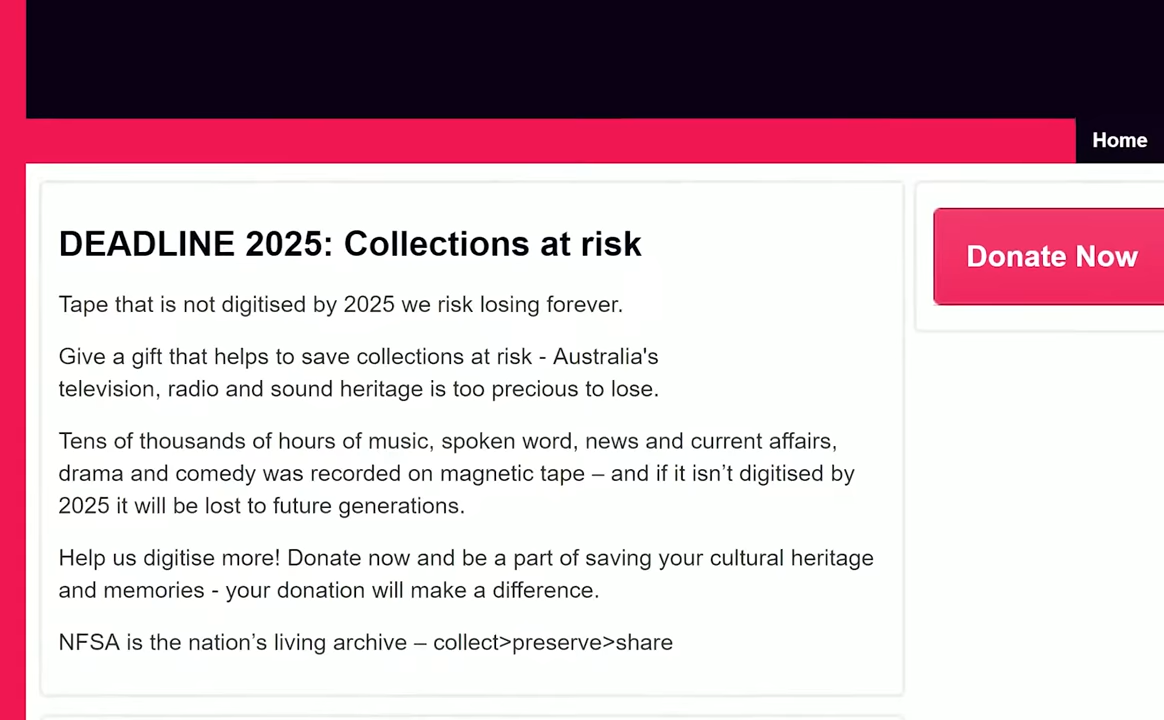 Home
DEADLINE 2025: Collections at risk
Donate Now
Tape that is not digitised by 2025 we risk losing forever.
Give a gift that helps to save collections at risk - Australia's
television, radio and sound heritage is too precious to lose.
Tens of thousands of hours of music, spoken word, news and current affairs,
drama and comedy was recorded on magnetic tape – and if it isn’t digitised by
2025 it will be lost to future generations.
Help us digitise more! Donate now and be a part of saving your cultural heritage
and memories - your donation will make a difference.
NFSA is the nation’s living archive – collect>preserve>share